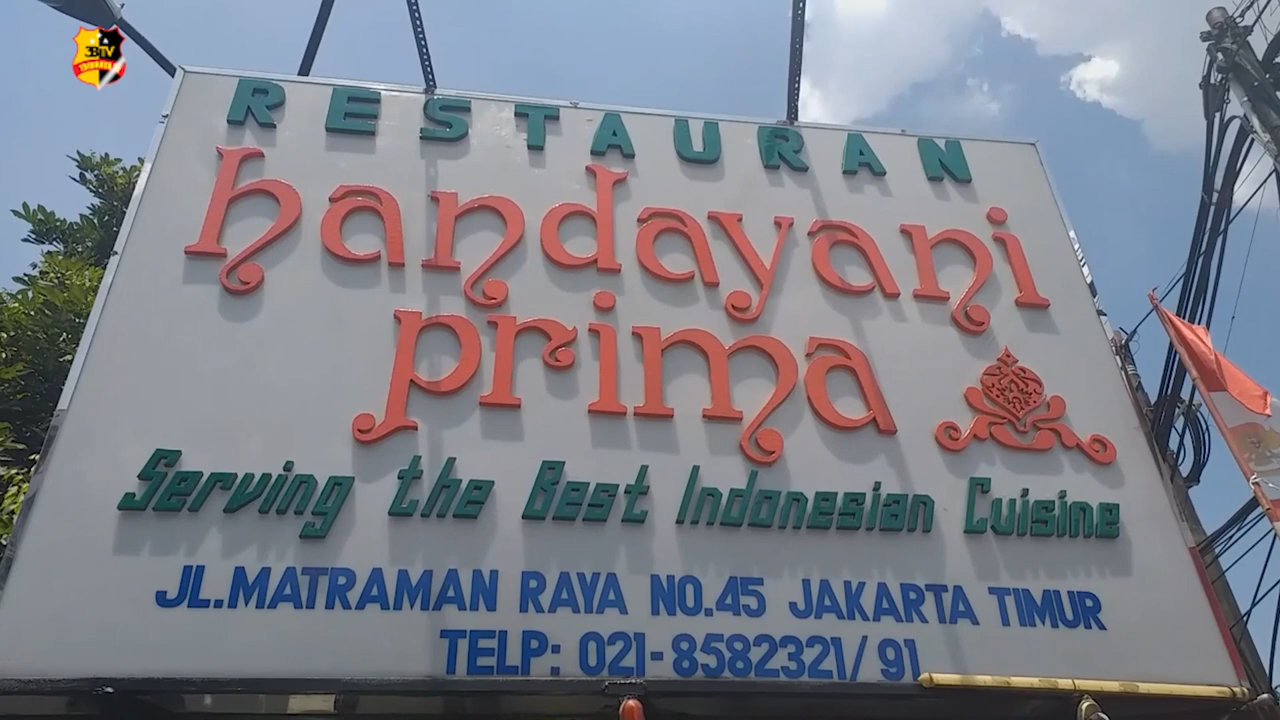 3BTV
RESTAURAN
handayani
prima
Serving the Best Indonesian Cuisine
JL.MATRAMAN RAYA NO.45 JAKARTA TIMUR
TELP: 021-8582321/91